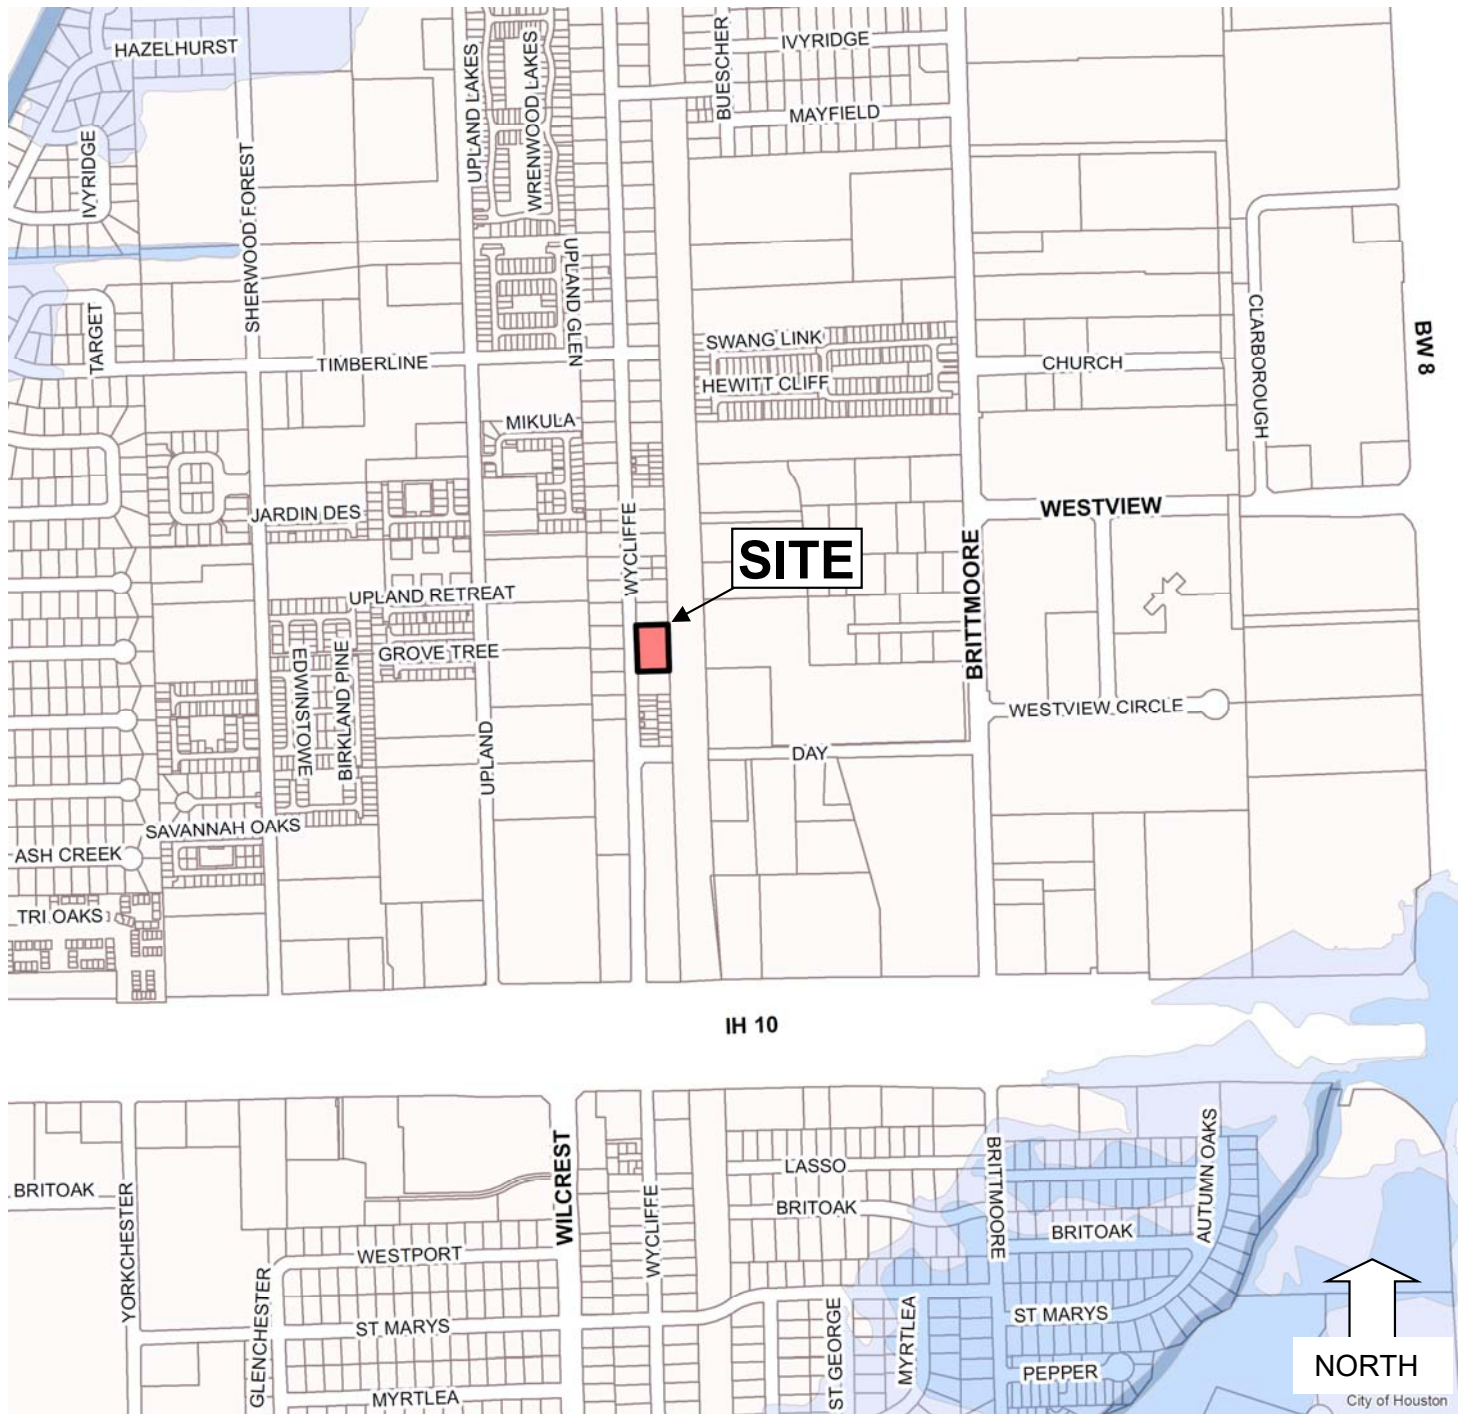 HAZELHURST
IVYRIDGE
SHERWOOD FOREST
UPLAND LAKES
WRENWOOD LAKES
BUESCHER
IVYRIDGE
MAYFIELD
UPLAND GLEN
TARGET
TIMBERLINE
SWANG LINK
HEWITT CLIFF
CHURCH
CLARBOROUGH
BW 8
MIKULA
JARDIN DES
WYCLIFFE
SITE
WESTVIEW
BRITTMOORE
UPLAND RETREAT
GROVE TREE
EDWINSTOWE
BIRKLAND PINE
UPLAND
WESTVIEW CIRCLE
DAY
SAVANNAH OAKS
ASH CREEK
TRI OAKS
IH 10
BRITOAK
YORKCHESTER
WILCREST
WYCLIFFE
LASSO
BRITOAK
BRITTMOORE
AUTUMN OAKS
BRITOAK
WESTPORT
GLENCHESTER
ST MARYS
ST GEORGE
MYRTLEA
ST MARYS
PEPPER
MYRTLEA
NORTH
City of Houston